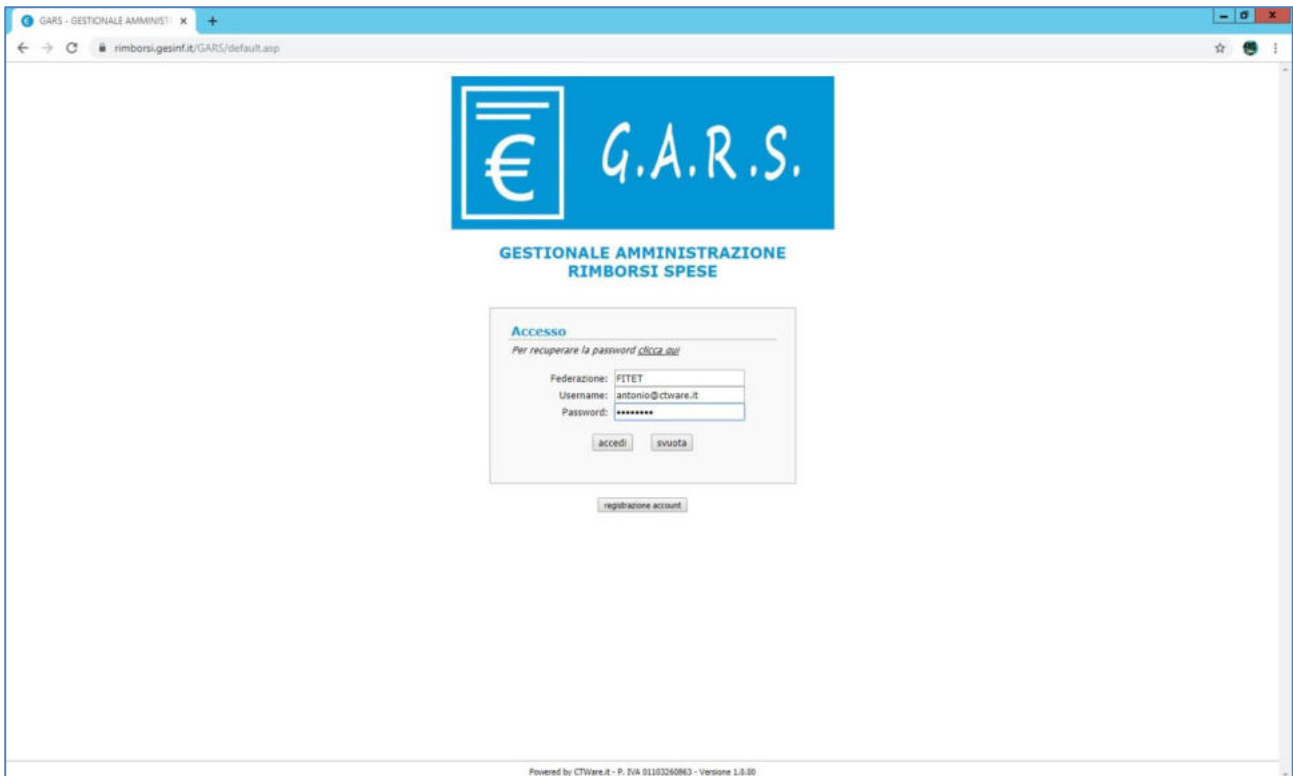 GARS - GESTIONALE AMMINIST
rimborsi.gesinf.it/GARS/default.asp
€ G.A.R.S.
GESTIONALE AMMINISTRAZIONE
RIMBORSI SPESE
Accesso
Per recuperare la password clicca qui
Federazione: FITET
Username: antonio@ctware.it
Password: ••••••••
accedi svuota
registrazione account
Powered by CTWare.it - P. IVA 01103260863 - Versione 1.0.00